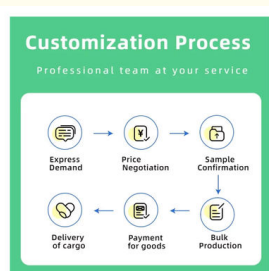 Customization Process
Professional team at your service
Express
Demand
Price
Negotiation
Sample
Confirmation
Delivery
of cargo
Payment
for goods
Bulk
Production